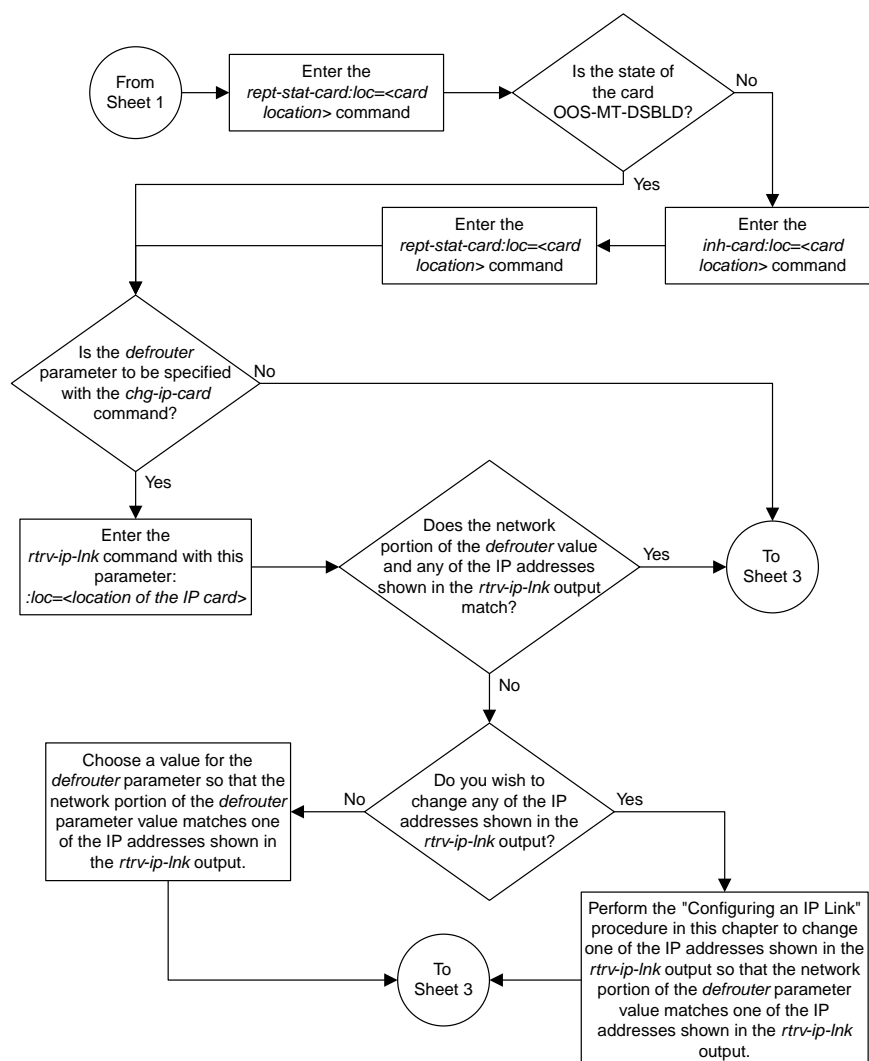 From
Sheet 1
Enter the
rept-stat-card:loc=<card
location> command
Is the state of
the card
OOS-MT-DSBLD?
No
Yes
Enter the
rept-stat-card:loc=<card
location> command
Enter the
inh-card:loc=<card
location> command
Is the defrouter
parameter to be specified
with the chg-ip-card
command?
No
Yes
Enter the
rtrv-ip-lnk command with this
parameter:
:loc=<location of the IP card>
Does the network
portion of the defrouter value
and any of the IP addresses
shown in the rtrv-ip-lnk output
match?
Yes
To
Sheet 3
No
Choose a value for the
defrouter parameter so that the
network portion of the defrouter
parameter value matches one
of the IP addresses shown in
the rtrv-ip-lnk output.
No
Do you wish to
change any of the IP
addresses shown in the
rtrv-ip-lnk output?
Yes
To
Sheet 3
Perform the "Configuring an IP Link"
procedure in this chapter to change
one of the IP addresses shown in the
rtrv-ip-lnk output so that the network
portion of the defrouter parameter
value matches one of the IP
addresses shown in the rtrv-ip-lnk
output.